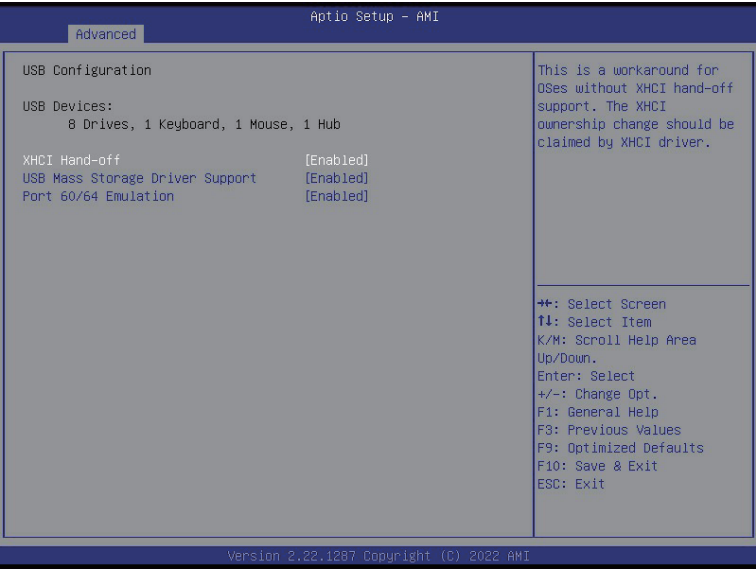 Aptio Setup – AMI
Advanced
USB Configuration
USB Devices:
8 Drives, 1 Keyboard, 1 Mouse, 1 Hub
XHCI Hand-off [Enabled]
USB Mass Storage Driver Support [Enabled]
Port 60/64 Emulation [Enabled]
This is a workaround for
OSes without XHCI hand-off
support. The XHCI
ownership change should be
claimed by XHCI driver.
→←: Select Screen
↑↓: Select Item
K/M: Scroll Help Area
Up/Down.
Enter: Select
+/-: Change Opt.
F1: General Help
F3: Previous Values
F9: Optimized Defaults
F10: Save & Exit
ESC: Exit
Version 2.22.1287 Copyright (C) 2022 AMI